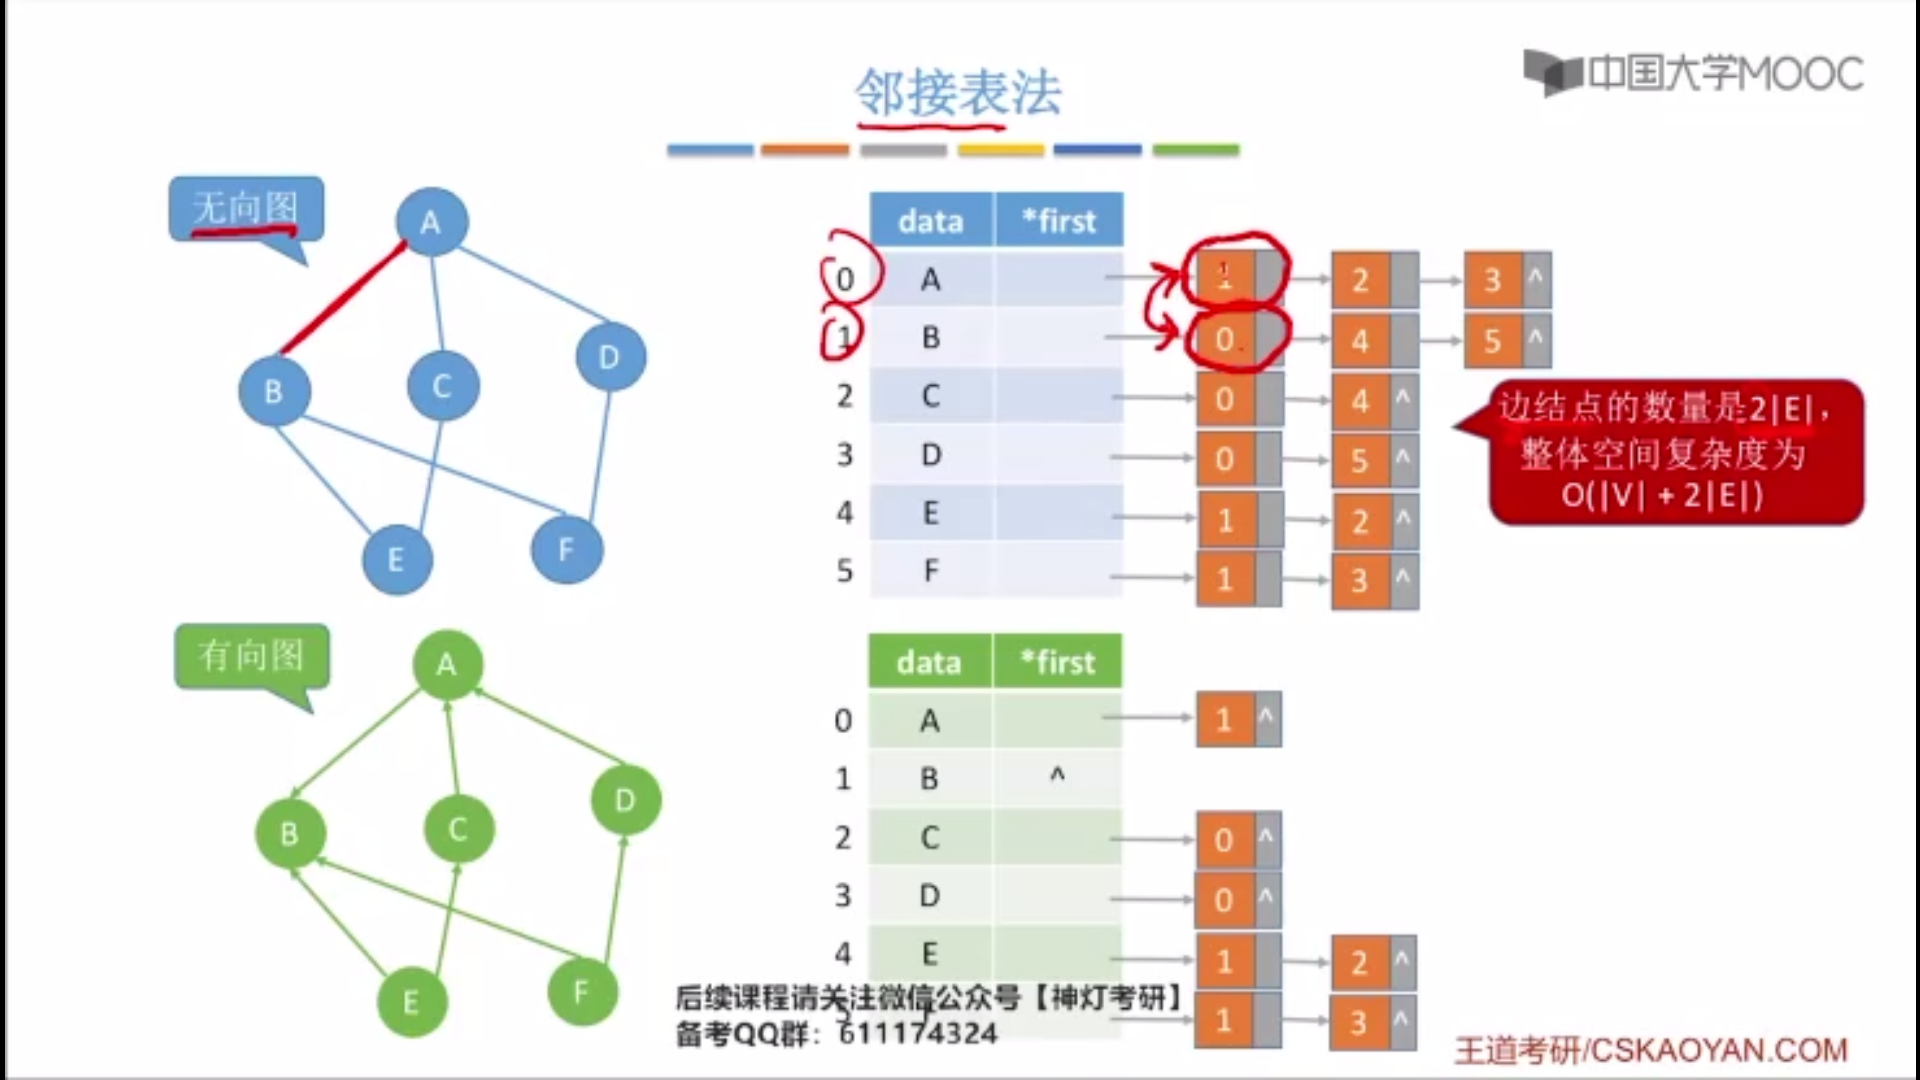 中国大学MOOC
邻接表法
无向图
A
B
C
D
E
F
data *first
0 A 1 2 3 ^
1 B 0 4 5 ^
2 C 0 4 ^
3 D 0 5 ^
4 E 1 2 ^
5 F 1 3 ^
边结点的数量是2|E|，
整体空间复杂度为
O(|V| + 2|E|)
有向图
A
B
C
D
E
F
data *first
0 A 1 ^
1 B ^
2 C 0 ^
3 D 0 ^
4 E 1 2 ^
5 F 1 3 ^
后续课程请关注微信公众号【神灯考研】
备考QQ群：611174324
王道考研/CSKAOYAN.COM